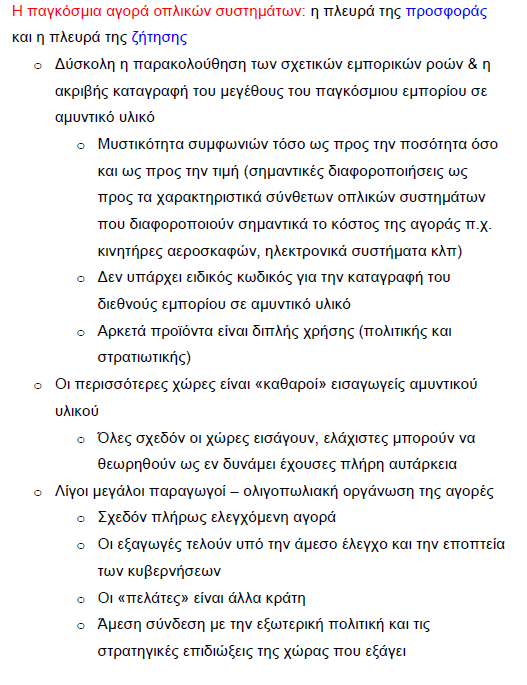 Η παγκόσμια αγορά οπλικών συστημάτων: η πλευρά της προσφοράς
και η πλευρά της ζήτησης
o Δύσκολη η παρακολούθηση των σχετικών εμπορικών ροών & η
ακριβής καταγραφή του μεγέθους του παγκόσμιου εμπορίου σε
αμυντικό υλικό
o Μυστικότητα συμφωνιών τόσο ως προς την ποσότητα όσο
και ως προς την τιμή (σημαντικές διαφοροποιήσεις ως
προς τα χαρακτηριστικά σύνθετων οπλικών συστημάτων
που διαφοροποιούν σημαντικά το κόστος της αγοράς π.χ.
κινητήρες αεροσκαφών, ηλεκτρονικά συστήματα κλπ)
o Δεν υπάρχει ειδικός κωδικός για την καταγραφή του
διεθνούς εμπορίου σε αμυντικό υλικό
o Αρκετά προϊόντα είναι διπλής χρήσης (πολιτικής και
στρατιωτικής)
o Οι περισσότερες χώρες είναι «καθαροί» εισαγωγείς αμυντικού
υλικού
o Όλες σχεδόν οι χώρες εισάγουν, ελάχιστες μπορούν να
θεωρηθούν ως εν δυνάμει έχουσες πλήρη αυτάρκεια
o Λίγοι μεγάλοι παραγωγοί – ολιγοπωλιακή οργάνωση της αγορές
o Σχεδόν πλήρως ελεγχόμενη αγορά
o Οι εξαγωγές τελούν υπό την άμεσο έλεγχο και την εποπτεία
των κυβερνήσεων
o Οι «πελάτες» είναι άλλα κράτη
o Άμεση σύνδεση με την εξωτερική πολιτική και τις
στρατηγικές επιδιώξεις της χώρας που εξάγει